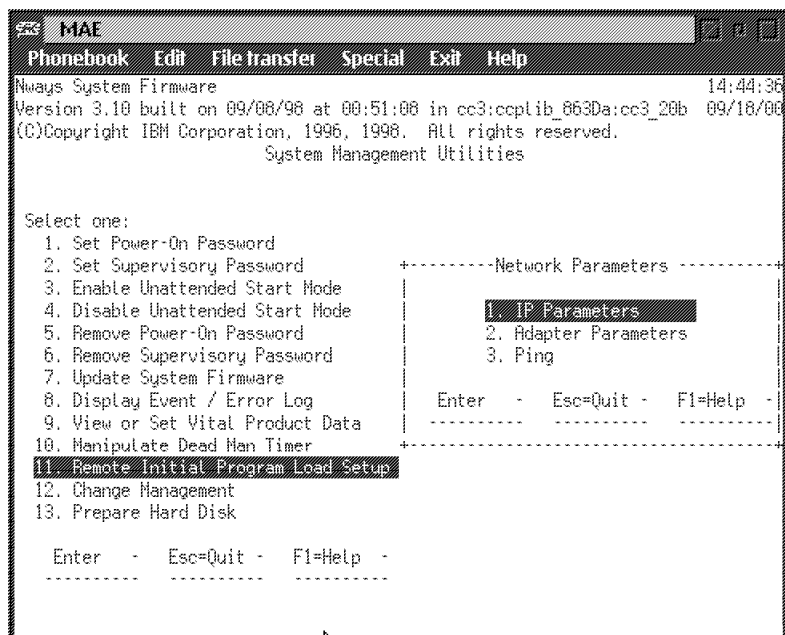 MAE
Phonebook Edit File transfer Special Exit Help
Nways System Firmware 14:44:36
Version 3.10 built on 09/08/98 at 00:51:08 in cc3:ccplib_863Da:cc3_20b 09/18/00
(C)Copyright IBM Corporation, 1996, 1998. All rights reserved.
System Management Utilities
Select one:
1. Set Power-On Password
2. Set Supervisory Password
3. Enable Unattended Start Mode
4. Disable Unattended Start Mode
5. Remove Power-On Password
6. Remove Supervisory Password
7. Update System Firmware
8. Display Event / Error Log
9. View or Set Vital Product Data
10. Manipulate Dead Man Timer
11. Remote Initial Program Load Setup
12. Change Management
13. Prepare Hard Disk
Enter - Esc=Quit - F1=Help -
Network Parameters
1. IP Parameters
2. Adapter Parameters
3. Ping
Enter - Esc=Quit - F1=Help -